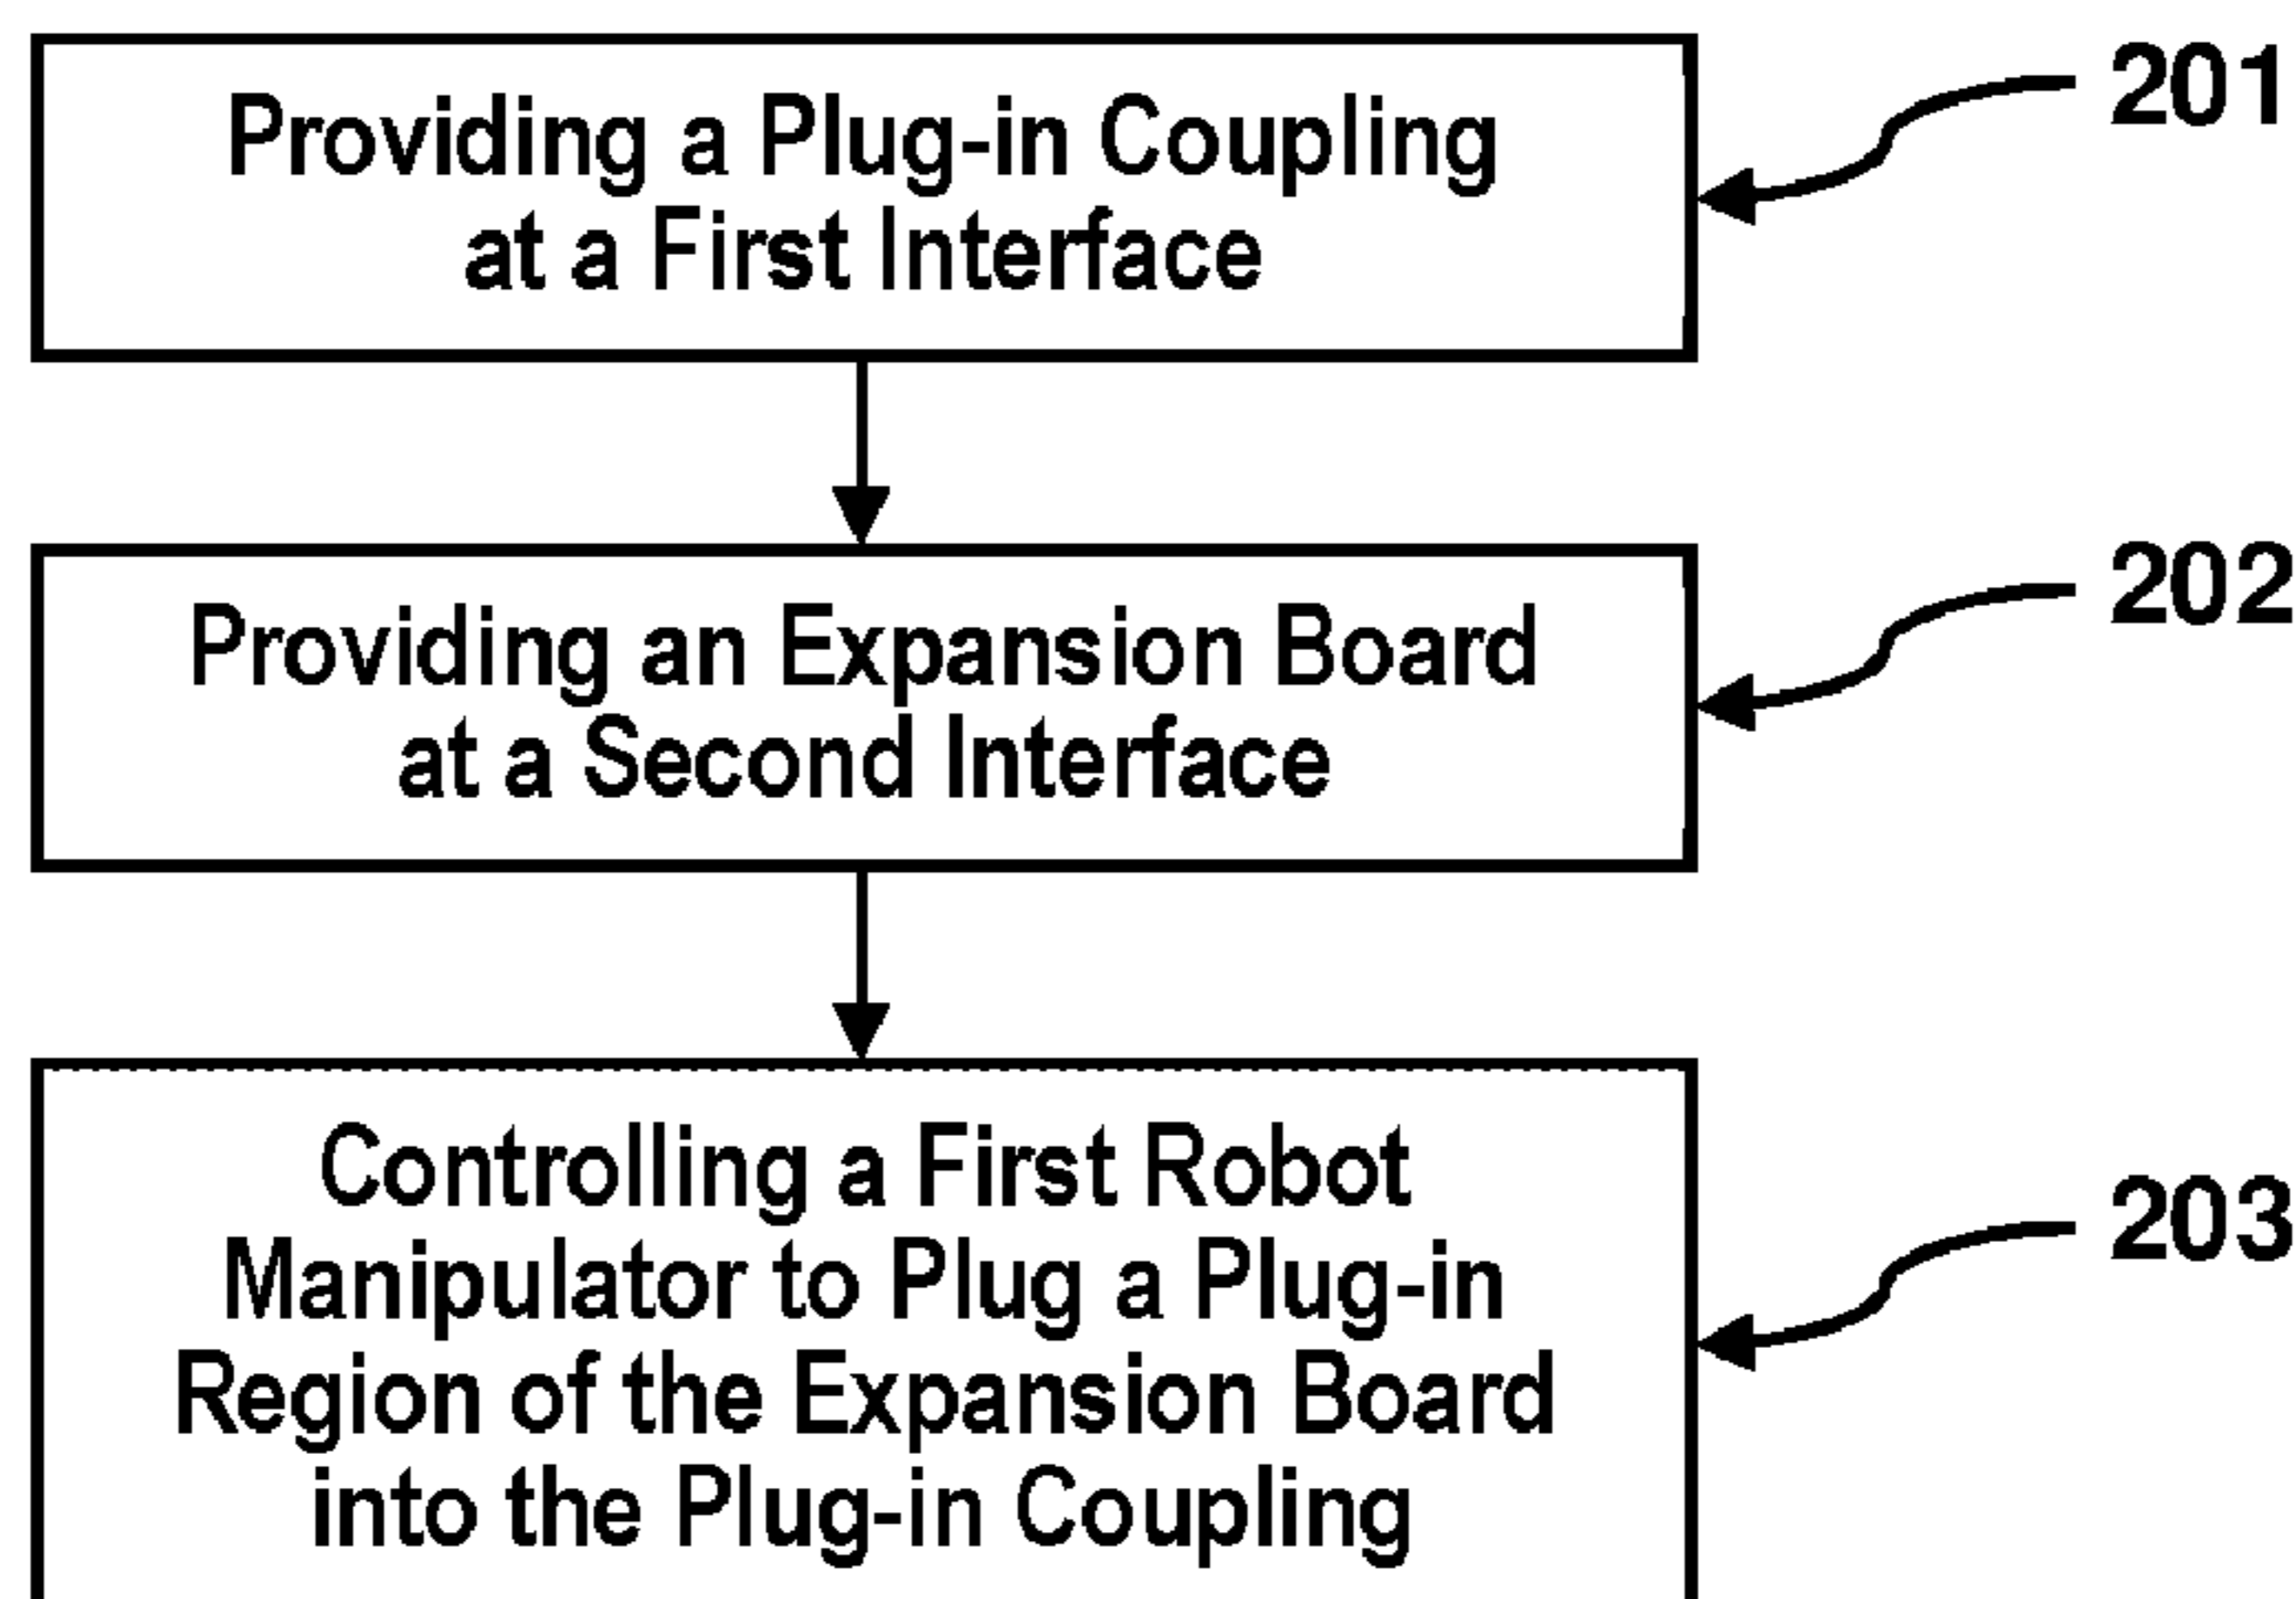 Providing a Plug-in Coupling
at a First Interface
201
Providing an Expansion Board
at a Second Interface
202
Controlling a First Robot
Manipulator to Plug a Plug-in
Region of the Expansion Board
into the Plug-in Coupling
203